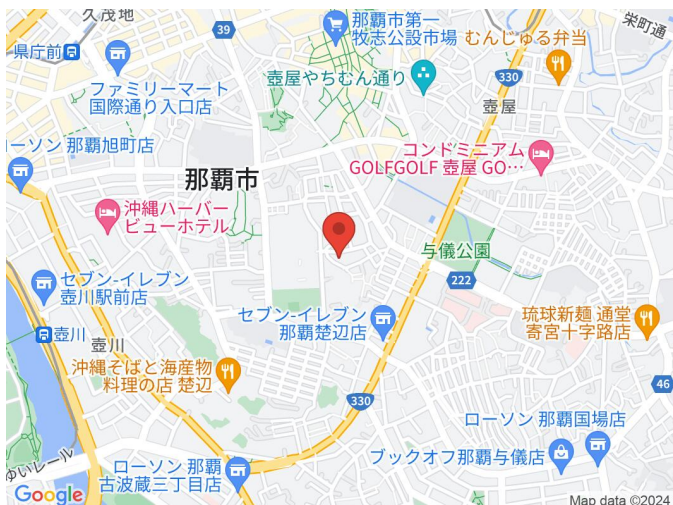 久茂地
39
那覇市第一
牧志公設市場
むんじゅる弁当
栄町通
県庁前
ファミリーマート
国際通り入口店
壺屋やちむん通り
330
壺屋
ローソン 那覇旭町店
那覇市
コンドミニアム
GOLFGOLF 壺屋 GO…
沖縄ハーバー
ビューホテル
与儀公園
セブン-イレブン
壺川駅前店
222
セブン-イレブン
那覇楚辺店
琉球新麺 通堂
寄宮十字路店
壺川
壺川
沖縄そばと海産物
料理の店 楚辺
46
330
ローソン 那覇国場店
ゆいレール
ローソン 那覇
古波蔵三丁目店
ブックオフ那覇与儀店
Google
Map data ©2024